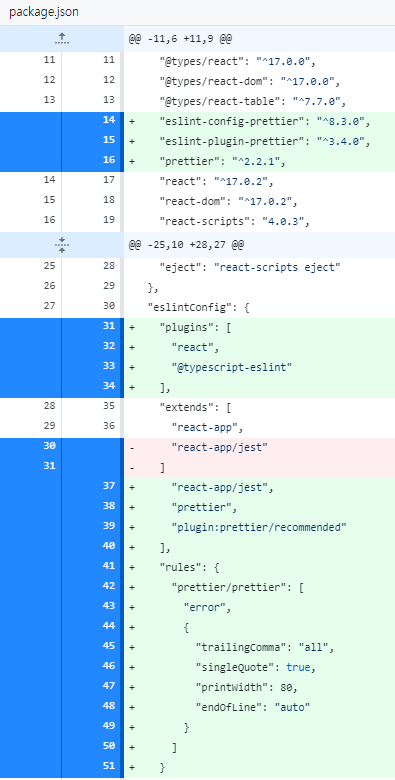 package.json
@@ -11,6 +11,9 @@
11 11 "@types/react": "^17.0.0",
12 12 "@types/react-dom": "^17.0.0",
13 13 "@types/react-table": "^7.7.0",
14 + "eslint-config-prettier": "^8.3.0",
15 + "eslint-plugin-prettier": "^3.4.0",
16 + "prettier": "^2.2.1",
14 17 "react": "^17.0.2",
15 18 "react-dom": "^17.0.2",
16 19 "react-scripts": "4.0.3",
@@ -25,10 +28,27 @@
25 28 "eject": "react-scripts eject"
26 29 },
27 30 "eslintConfig": {
31 + "plugins": [
32 + "react",
33 + "@typescript-eslint"
34 + ],
28 35 "extends": [
29 36 "react-app",
30 - "react-app/jest"
31 - ]
37 + "react-app/jest",
38 + "prettier",
39 + "plugin:prettier/recommended"
40 + ],
41 + "rules": {
42 + "prettier/prettier": [
43 + "error",
44 + {
45 + "trailingComma": "all",
46 + "singleQuote": true,
47 + "printWidth": 80,
48 + "endOfLine": "auto"
49 + }
50 + ]
51 + }